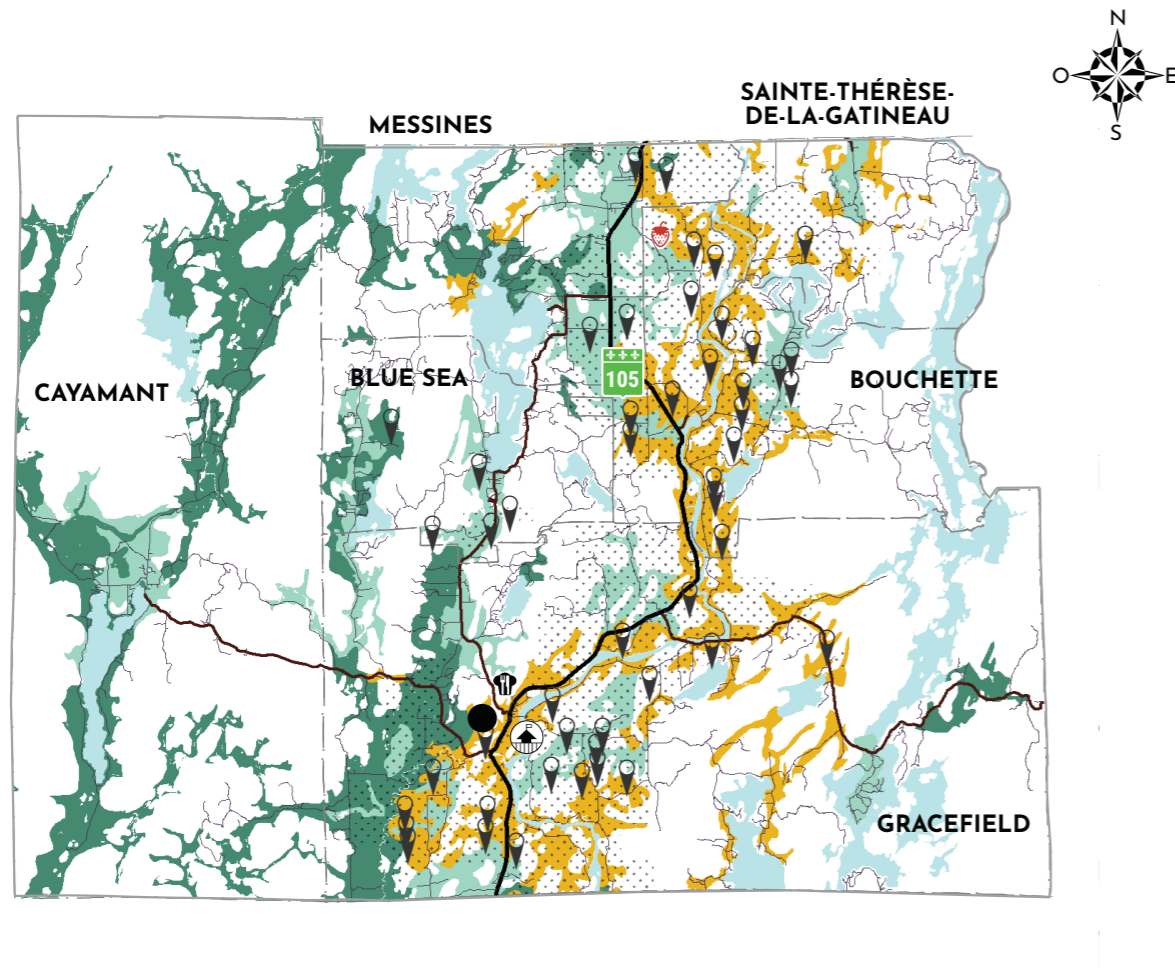 N
O
E
S
SAINTE-THÉRÈSE-
DE-LA-GATINEAU
MESSINES
105
CAYAMANT
BLUE SEA
BOUCHETTE
GRACEFIELD